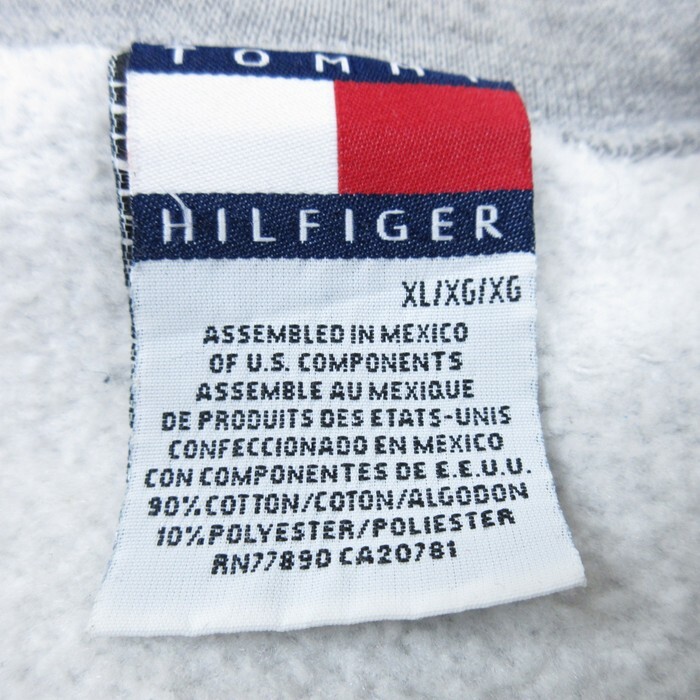 TOMMY
HILFIGER
XL/XG/XG
ASSEMBLED IN MEXICO
OF U.S. COMPONENTS
ASSEMBLE AU MEXIQUE
DE PRODUITS DES ETATS-UNIS
CONFECCIONADO EN MEXICO
CON COMPONENTES DE E.E.U.U.
90% COTTON/COTON/ALGODON
10% POLYESTER/POLIESTER
RN77890 CA20781